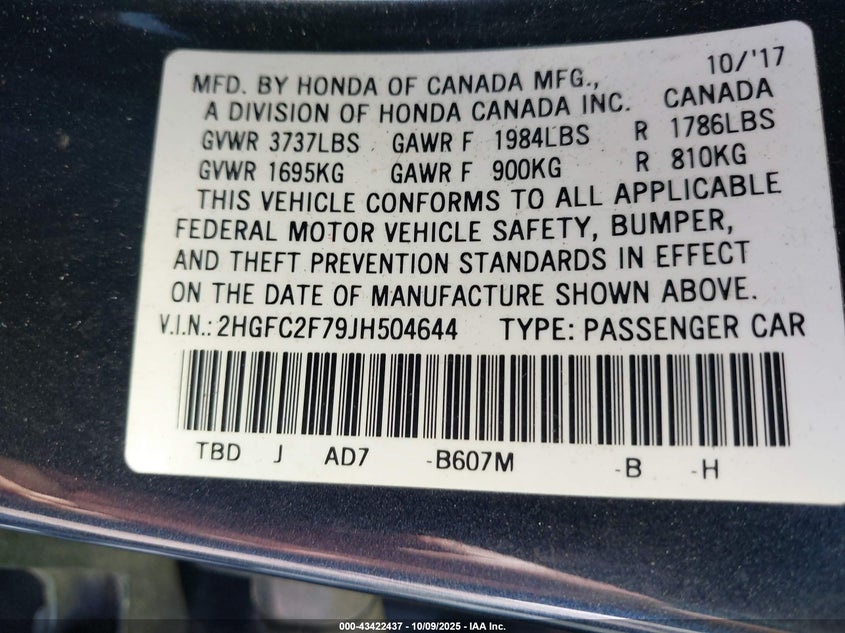 10/'17
MFD. BY HONDA OF CANADA MFG.,
A DIVISION OF HONDA CANADA INC. CANADA
GVWR 3737LBS GAWR F 1984LBS R 1786LBS
GVWR 1695KG GAWR F 900KG R 810KG
THIS VEHICLE CONFORMS TO ALL APPLICABLE
FEDERAL MOTOR VEHICLE SAFETY, BUMPER,
AND THEFT PREVENTION STANDARDS IN EFFECT
ON THE DATE OF MANUFACTURE SHOWN ABOVE.
V.I.N.: 2HGFC2F79JH504644 TYPE: PASSENGER CAR
TBD J AD7 -B607M -B -H
000-43422437 - 10/09/2025 - IAA Inc.